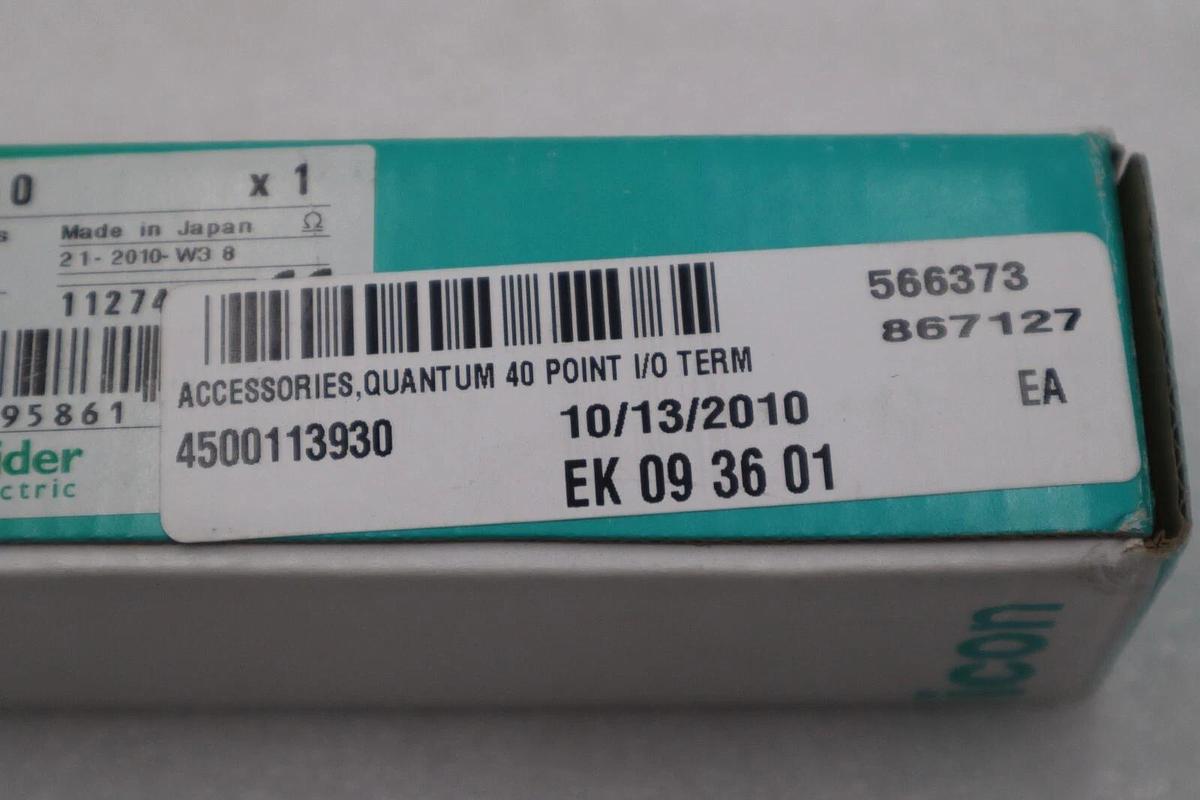 0 x 1
s Made in Japan Ω
21-2010-W3 8
11274
95861
ider
ctric
566373
867127
ACCESSORIES,QUANTUM 40 POINT I/O TERM
EA
4500113930 10/13/2010
EK 09 36 01
icon